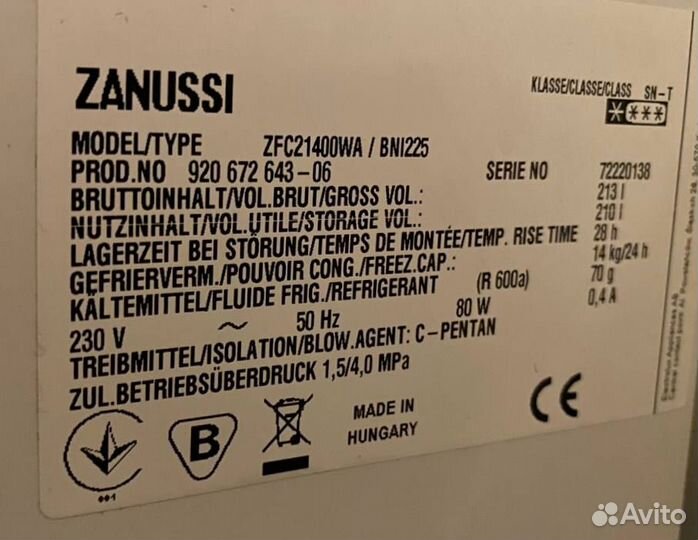 ZANUSSI
KLASSE/CLASSE/CLASS SN-T
MODEL/TYPE ZFC21400WA / BNI225
PROD.NO 920 672 643-06 SERIE NO 72220138
BRUTTOINHALT/VOL.BRUT/GROSS VOL.: 213 l
NUTZINHALT/VOL.UTILE/STORAGE VOL.: 210 l
LAGERZEIT BEI STÖRUNG/TEMPS DE MONTÉE/TEMP. RISE TIME 28 h
GEFRIERVERM./POUVOIR CONG./FREEZ.CAP.: 14 kg/24 h
KÄLTEMITTEL/FLUIDE FRIG./REFRIGERANT (R 600a) 70 g
230 V ~ 50 Hz 80 W 0,4 A
TREIBMITTEL/ISOLATION/BLOW.AGENT: C-PENTAN
ZUL.BETRIEBSÜBERDRUCK 1,5/4,0 MPa
001
B
MADE IN
HUNGARY
CE
Electrolux Appliances AB
Avito